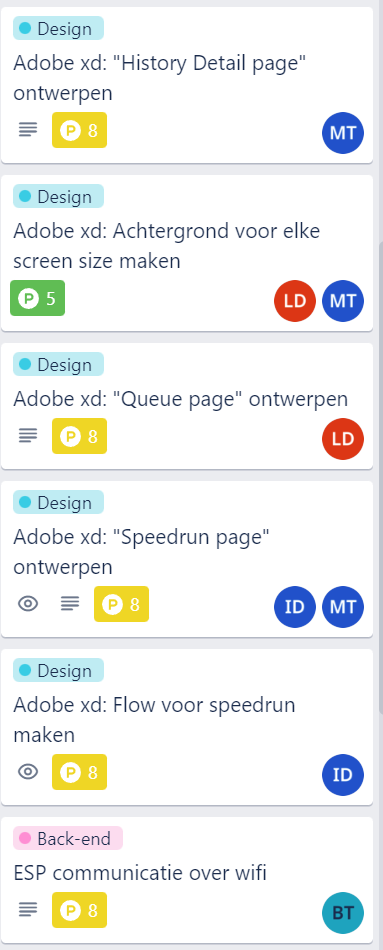 Design
Adobe xd: "History Detail page"
ontwerpen
P 8
MT
Design
Adobe xd: Achtergrond voor elke
screen size maken
P 5
LD MT
Design
Adobe xd: "Queue page" ontwerpen
P 8
LD
Design
Adobe xd: "Speedrun page"
ontwerpen
P 8
ID MT
Design
Adobe xd: Flow voor speedrun
maken
P 8
ID
Back-end
ESP communicatie over wifi
P 8
BT